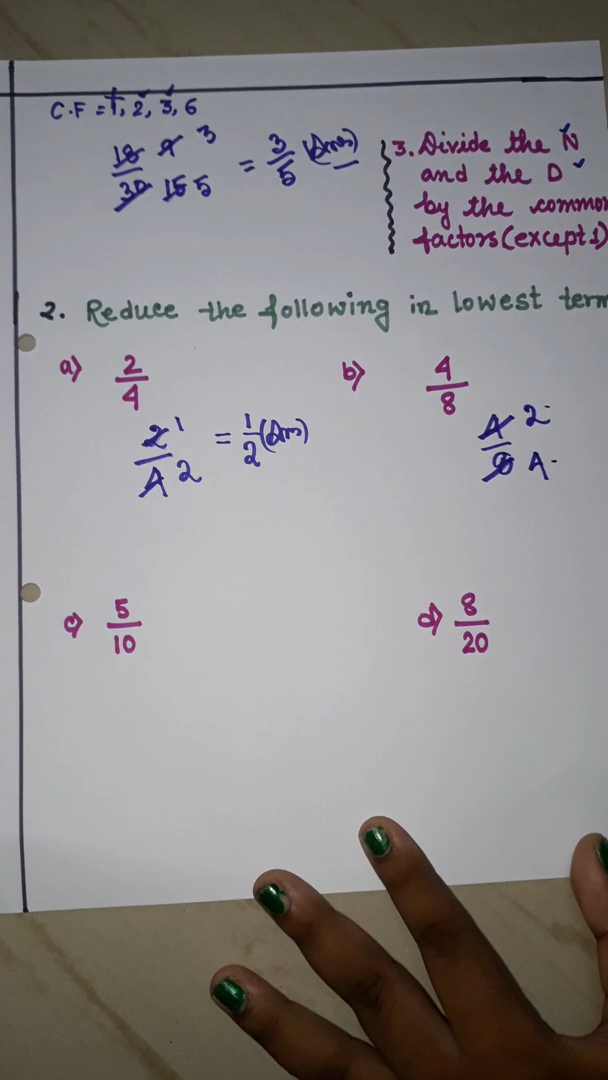 C.F = 1, 2, 3, 6
18 9 3
30 15 5
= 3/5 (Ans)
3. Divide the N
and the D
by the common
factors (except 1)
2. Reduce the following in lowest term
a) 2/4
b) 4/8
2 1
4 2
= 1/2 (Ans)
4 2
8 4
c) 5/10
d) 8/20